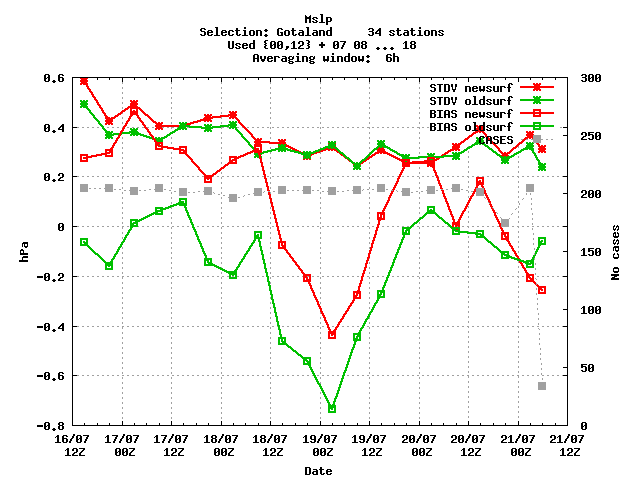 Mslp
Selection: Gotaland     34 stations
Used {00,12} + 07 08 ... 18
Averaging window:  6h
STDV newsurf
STDV oldsurf
BIAS newsurf
BIAS oldsurf
CASES
0,6
0,4
0,2
0
-0,2
-0,4
-0,6
-0,8
hPa
300
250
200
150
100
50
0
No cases
16/07 17/07 17/07 18/07 18/07 19/07 19/07 20/07 20/07 21/07 21/07
12Z 00Z 12Z 00Z 12Z 00Z 12Z 00Z 12Z 00Z 12Z
Date